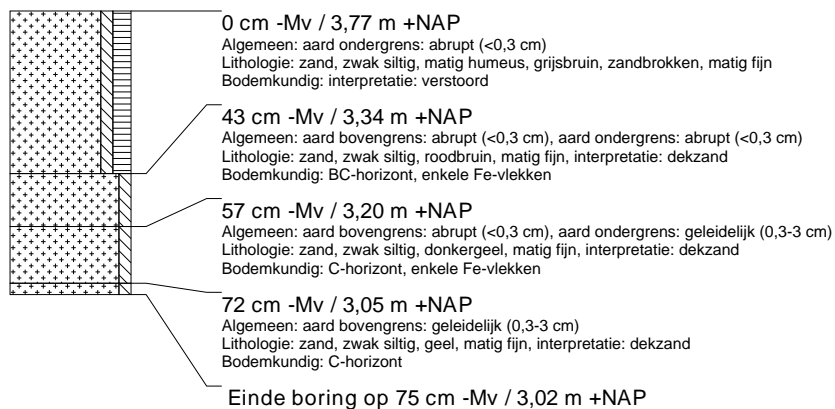 0 cm -Mv / 3,77 m +NAP
Algemeen: aard ondergrens: abrupt (<0,3 cm)
Lithologie: zand, zwak siltig, matig humeus, grijsbruin, zandbrokken, matig fijn
Bodemkundig: interpretatie: verstoord
43 cm -Mv / 3,34 m +NAP
Algemeen: aard bovengrens: abrupt (<0,3 cm), aard ondergrens: abrupt (<0,3 cm)
Lithologie: zand, zwak siltig, roodbruin, matig fijn, interpretatie: dekzand
Bodemkundig: BC-horizont, enkele Fe-vlekken
57 cm -Mv / 3,20 m +NAP
Algemeen: aard bovengrens: abrupt (<0,3 cm), aard ondergrens: geleidelijk (0,3-3 cm)
Lithologie: zand, zwak siltig, donkergeel, matig fijn, interpretatie: dekzand
Bodemkundig: C-horizont, enkele Fe-vlekken
72 cm -Mv / 3,05 m +NAP
Algemeen: aard bovengrens: geleidelijk (0,3-3 cm)
Lithologie: zand, zwak siltig, geel, matig fijn, interpretatie: dekzand
Bodemkundig: C-horizont
Einde boring op 75 cm -Mv / 3,02 m +NAP